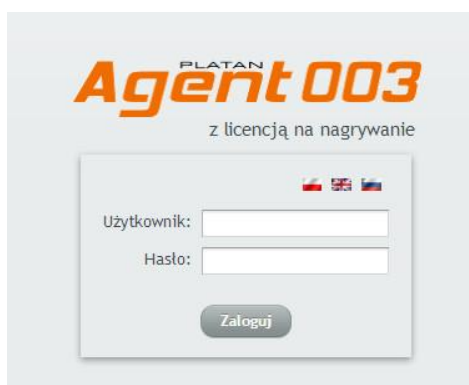 PLATAN
Agent 003
z licencją na nagrywanie
Użytkownik:
Hasło:
Zaloguj